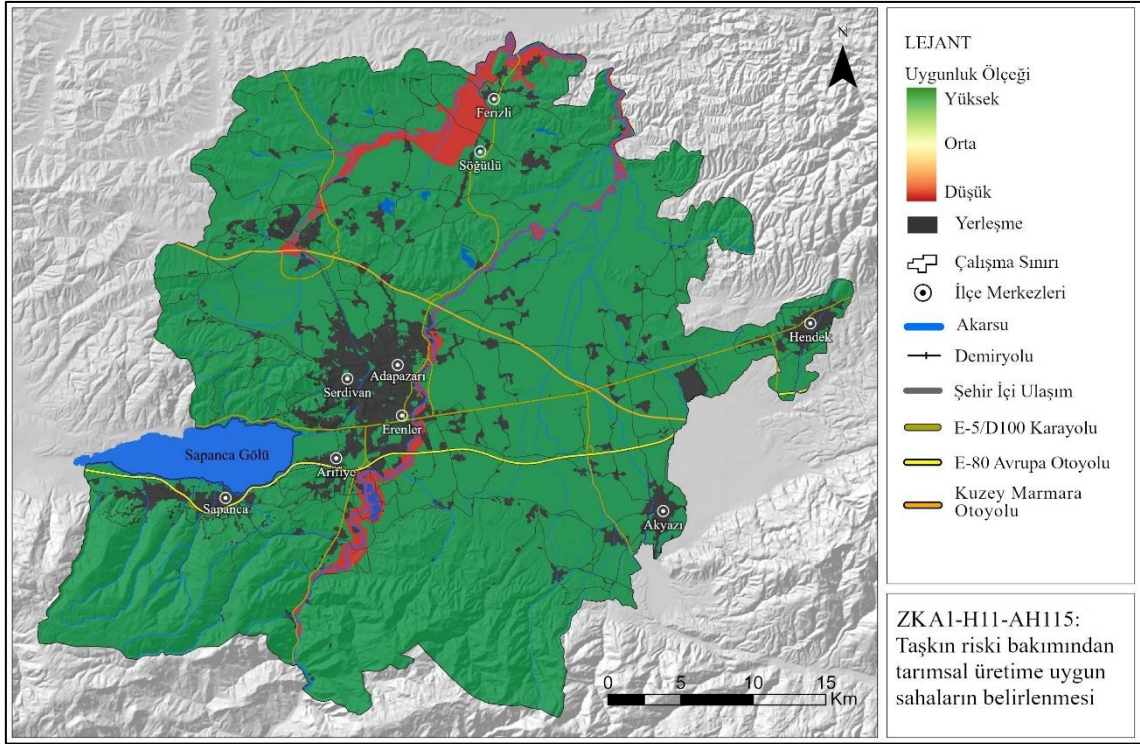 N
Ferizli
Söğütlü
Hendek
Adapazarı
Serdivan
Erenler
Sapanca Gölü
Arifiye
Sapanca
Akyazı
0 5 10 15
Km
LEJANT
Uygunluk Ölçeği
Yüksek
Orta
Düşük
Yerleşme
Çalışma Sınırı
İlçe Merkezleri
Akarsu
Demiryolu
Şehir İçi Ulaşım
E-5/D100 Karayolu
E-80 Avrupa Otoyolu
Kuzey Marmara
Otoyolu
ZKA1-H11-AH115:
Taşkın riski bakımından
tarımsal üretime uygun
sahaların belirlenmesi